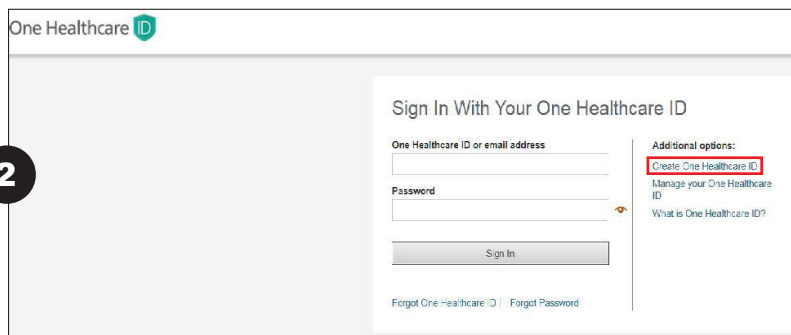 One Healthcare ID
2
Sign In With Your One Healthcare ID
One Healthcare ID or email address
Password
Sign In
Forgot One Healthcare ID | Forgot Password
Additional options:
Create One Healthcare ID
Manage your One Healthcare
ID
What is One Healthcare ID?